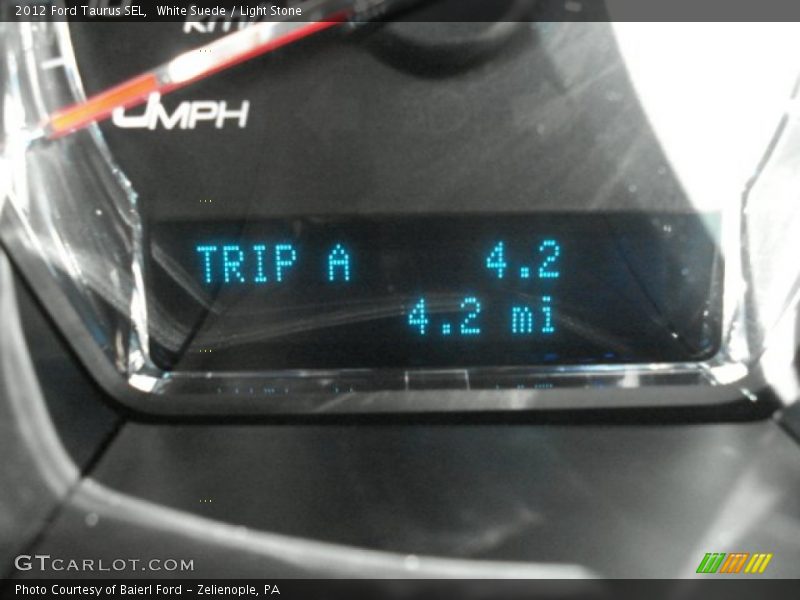 2012 Ford Taurus SEL,  White Suede / Light Stone
MPH
TRIP A 4.2
4.2 mi
GTCARLOT.COM
Photo Courtesy of Baierl Ford - Zelienople, PA